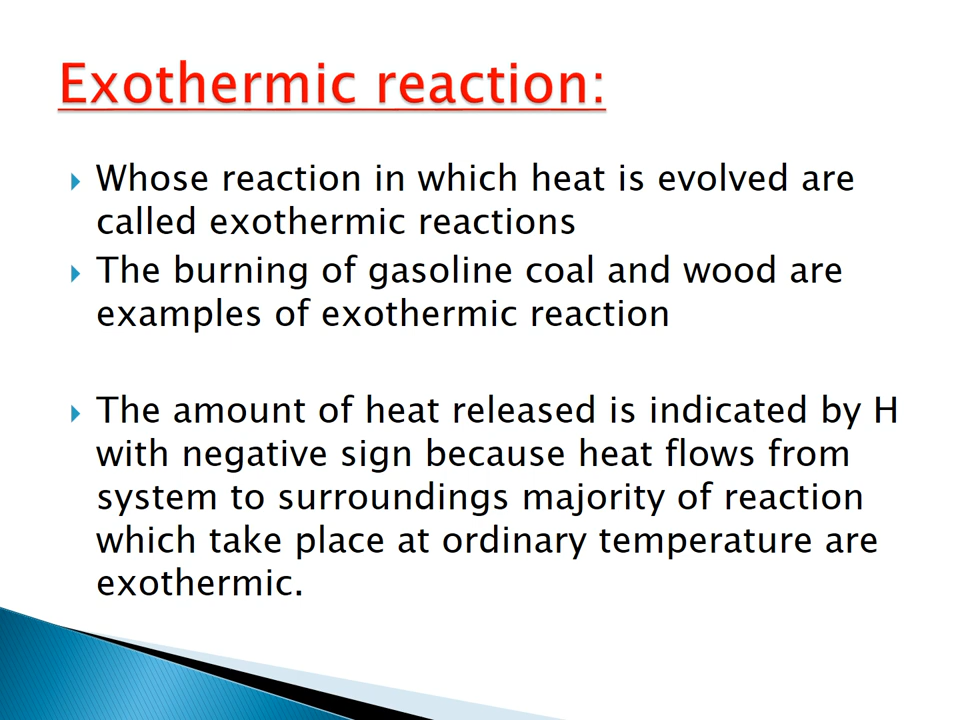 Exothermic reaction:
Whose reaction in which heat is evolved are
called exothermic reactions
The burning of gasoline coal and wood are
examples of exothermic reaction
The amount of heat released is indicated by H
with negative sign because heat flows from
system to surroundings majority of reaction
which take place at ordinary temperature are
exothermic.